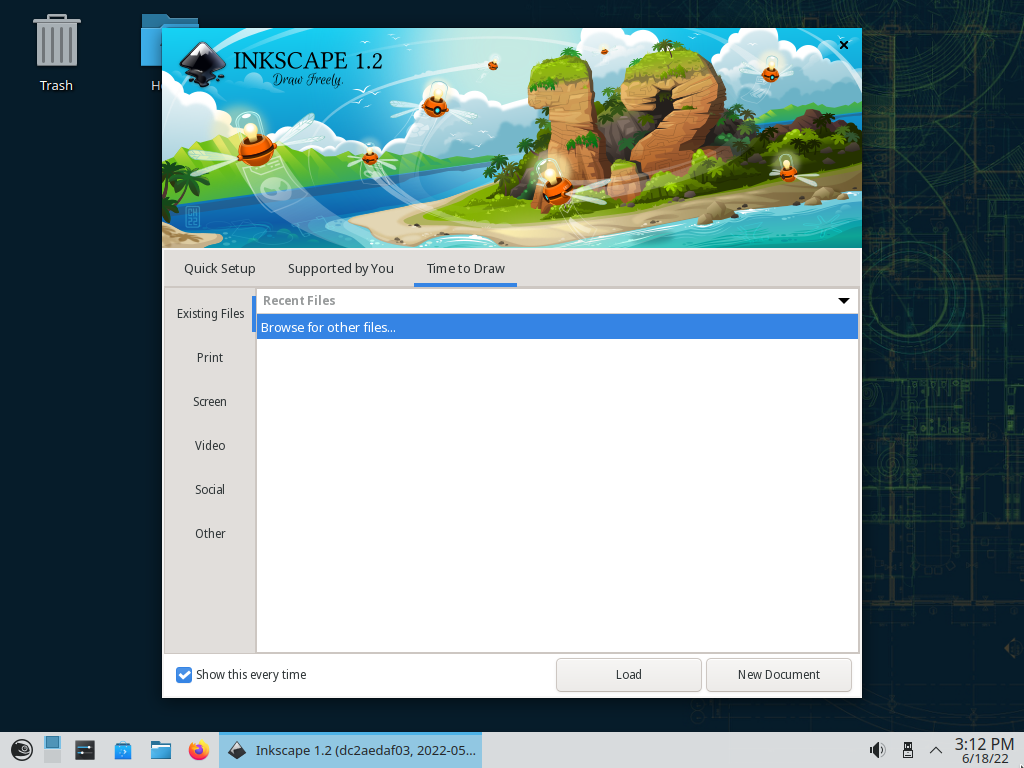 Trash
INKSCAPE 1.2
Draw Freely.
Quick Setup
Supported by You
Time to Draw
Existing Files
Print
Screen
Video
Social
Other
Recent Files
Browse for other files...
Show this every time
Load
New Document
Inkscape 1.2 (dc2aedaf03, 2022-05...
3:12 PM
6/18/22